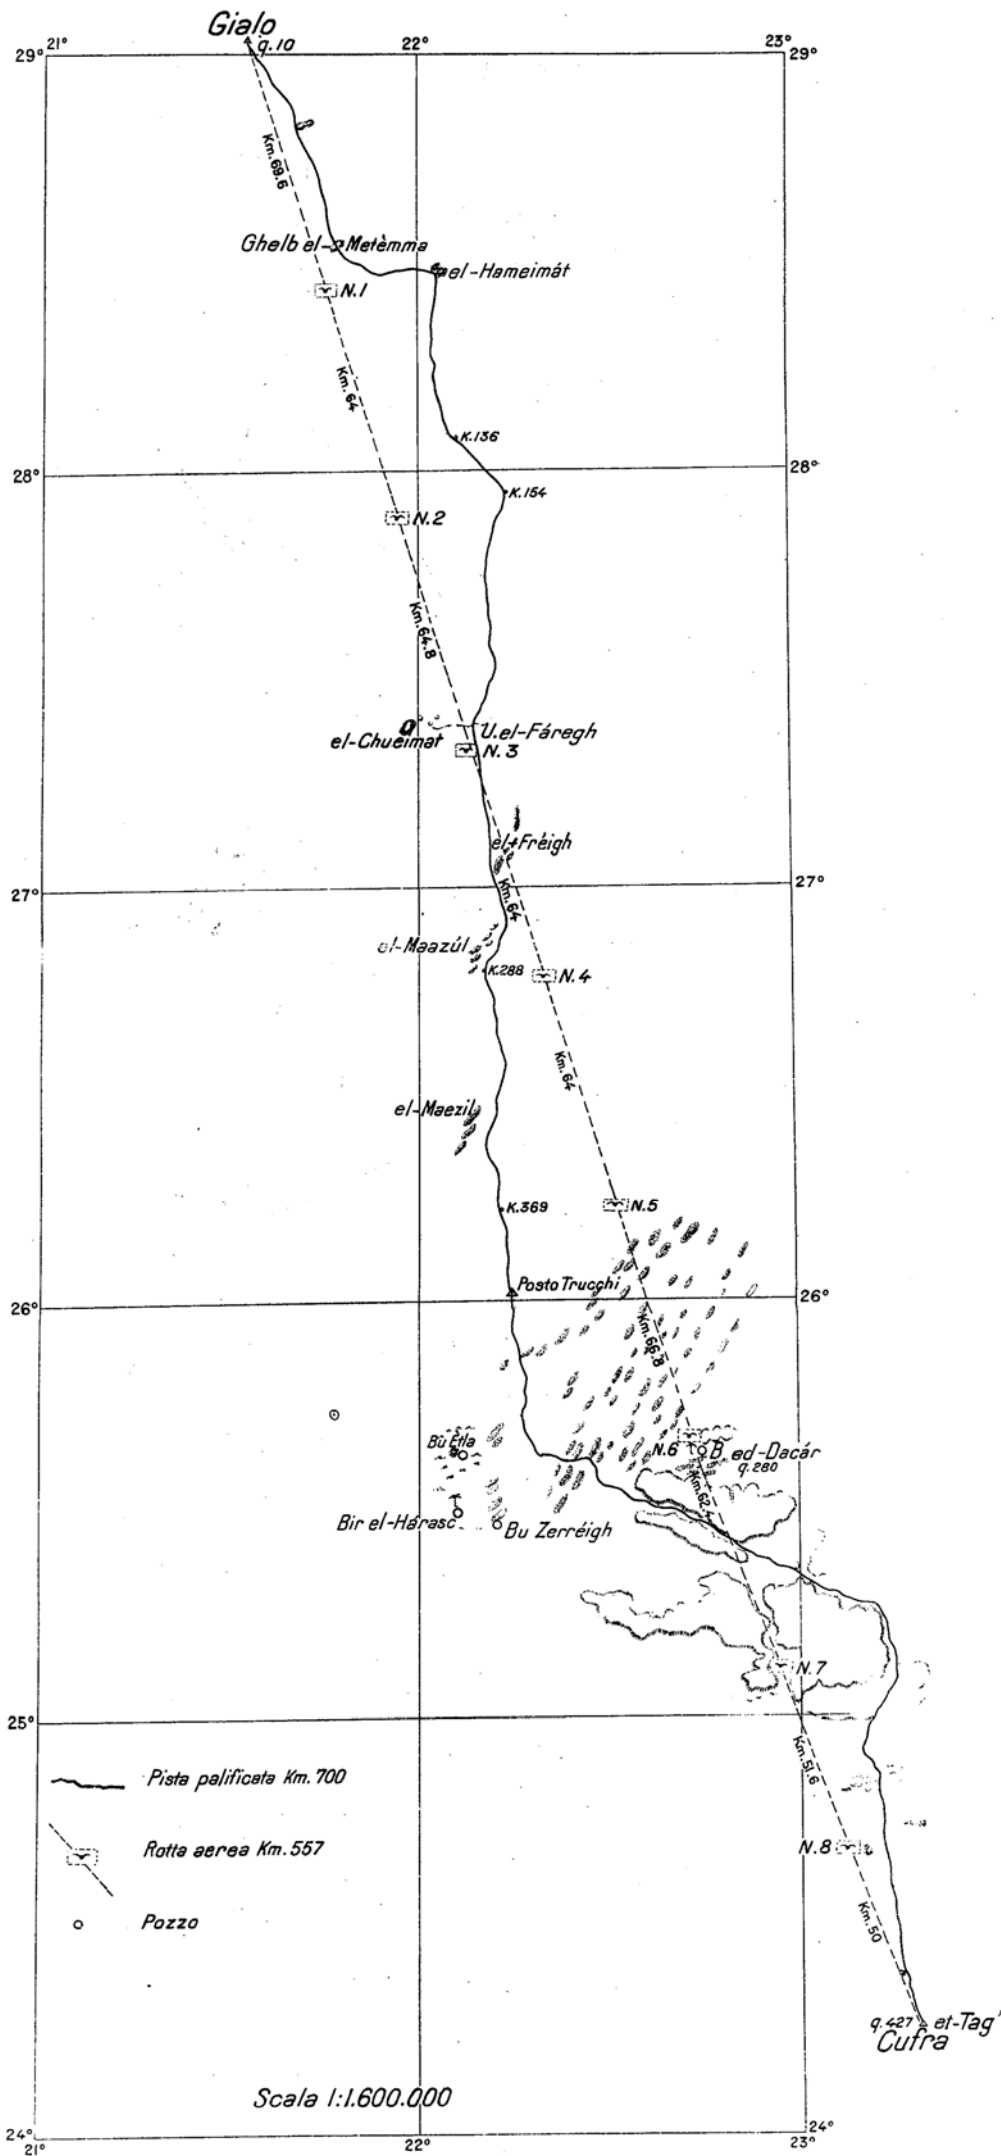 Gialo
q.10
21°
22°
23°
29°
29°
Km.69.6
Ghelb el-Metèmma
el-Hameimát
N.1
Km.64
K.136
28°
28°
K.154
N.2
Km.64.8
U.el-Fáregh
el-Chueimat
N.3
el-Fréigh
27°
27°
Km.64
el-Maazúl
K.288
N.4
Km.64
el-Maezil
K.369
N.5
Posto Trucchi
26°
26°
Km.66.8
Bu Etla
N.6
B. ed-Dacár
q.280
Km.62.4
Bir el-Hárasc
Bu Zerréigh
N.7
25°
25°
Pista palificata Km.700
Km.51.6
Rotta aerea Km.557
N.8
Pozzo
Km.50
q.427
et-Tag'
Cufra
Scala 1:1.600.000
24°
24°
21°
22°
23°